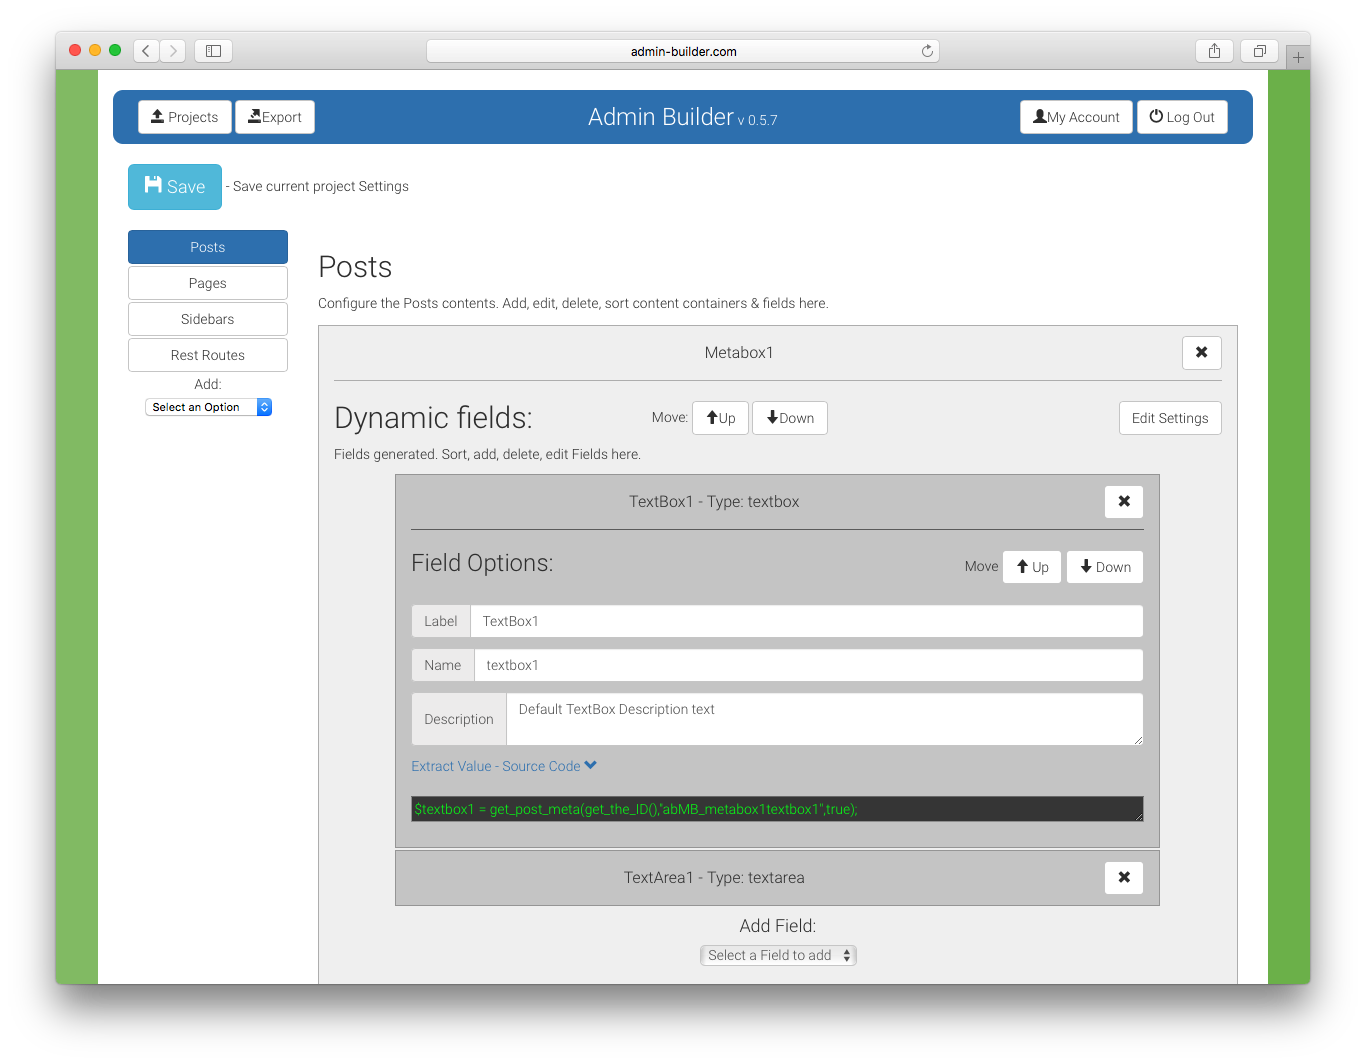 admin-builder.com
Projects
Export
Admin Builder v 0.5.7
My Account
Log Out
Save - Save current project Settings
Posts
Pages
Sidebars
Rest Routes
Add:
Select an Option
Posts
Configure the Posts contents. Add, edit, delete, sort content containers & fields here.
Metabox1
Dynamic fields:
Move: Up Down
Edit Settings
Fields generated. Sort, add, delete, edit Fields here.
TextBox1 - Type: textbox
Field Options:
Move Up Down
Label TextBox1
Name textbox1
Description Default TextBox Description text
Extract Value - Source Code
$textbox1 = get_post_meta(get_the_ID(),"abMB_metabox1textbox1",true);
TextArea1 - Type: textarea
Add Field:
Select a Field to add